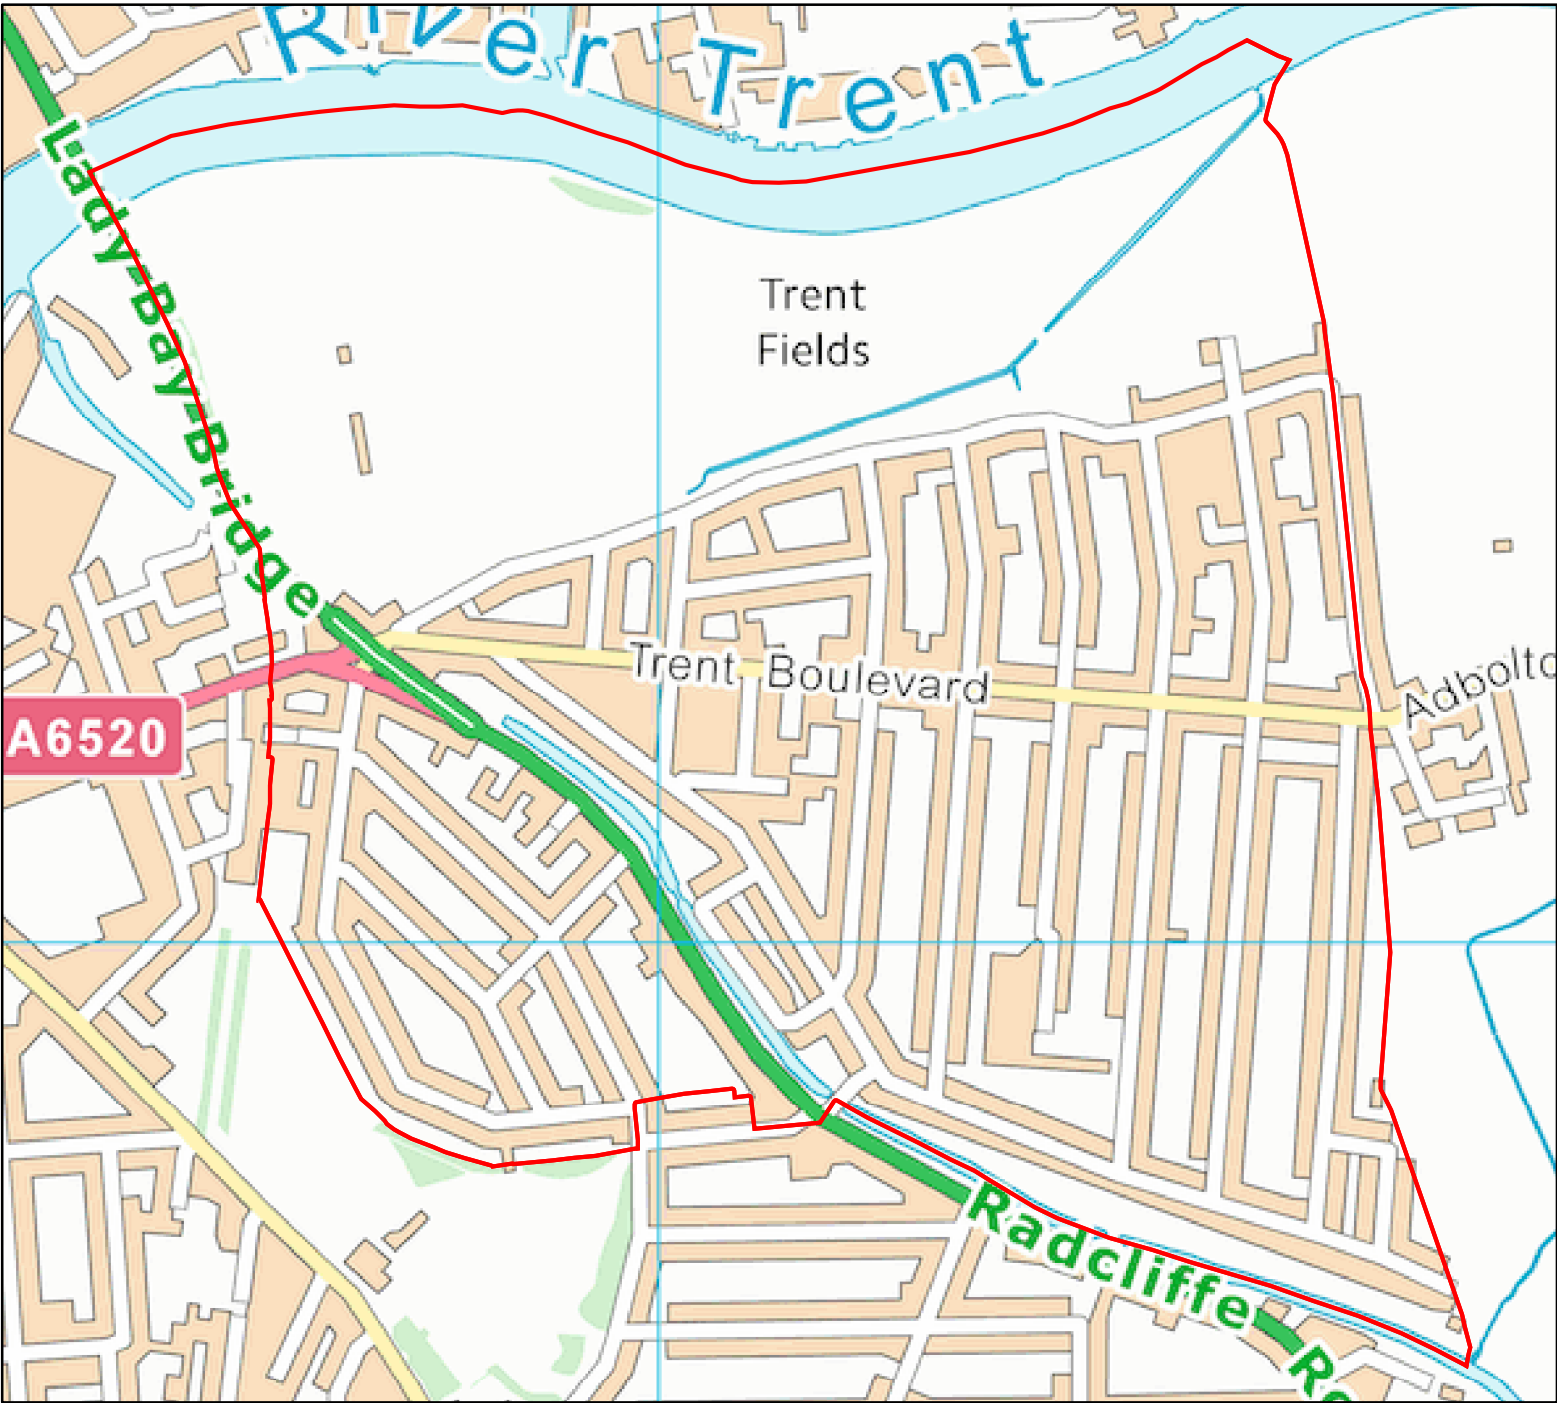 River Trent
Lady-Bay-Bridge
Trent
Fields
Trent Boulevard
Adbolto
A6520
Radcliffe Ro